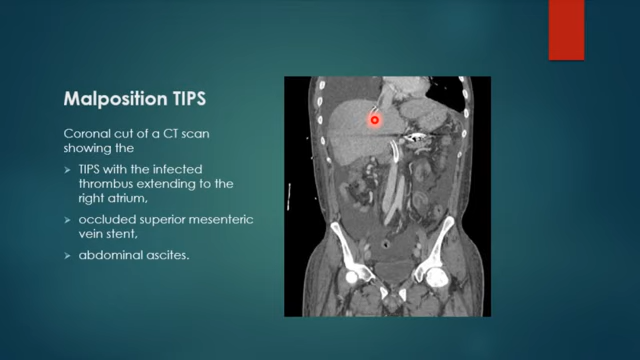 Malposition TIPS
Coronal cut of a CT scan
showing the
TIPS with the infected
thrombus extending to the
right atrium,
occluded superior mesenteric
vein stent,
abdominal ascites.